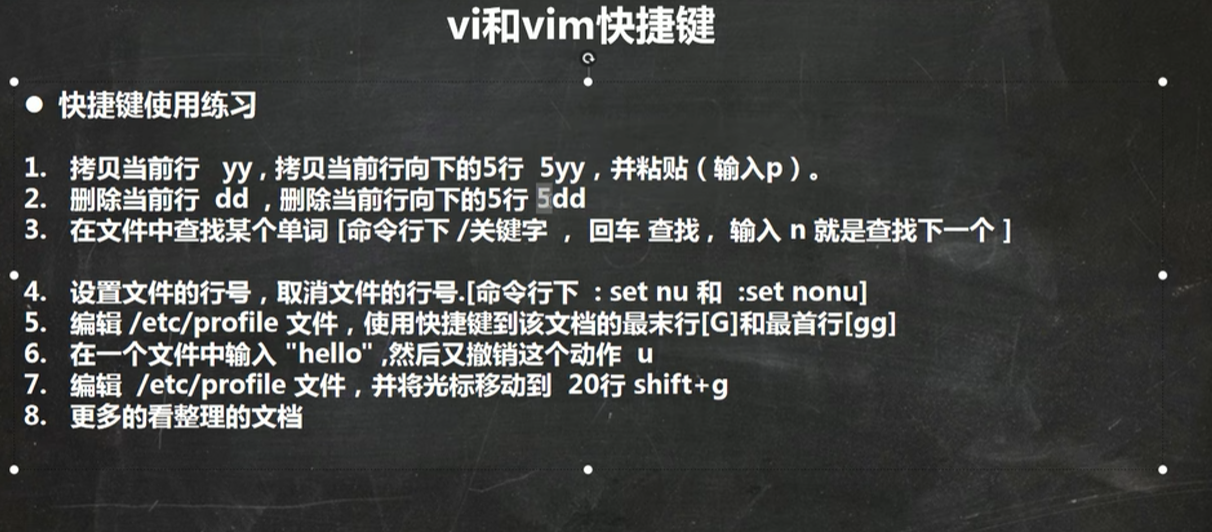 vi和vim快捷键
● 快捷键使用练习
1. 拷贝当前行 yy , 拷贝当前行向下的5行 5yy，并粘贴（输入p）。
2. 删除当前行 dd , 删除当前行向下的5行 5dd
3. 在文件中查找某个单词 [命令行下 /关键字 ， 回车 查找 , 输入 n 就是查找下一个 ]
4. 设置文件的行号，取消文件的行号.[命令行下 : set nu 和 :set nonu]
5. 编辑 /etc/profile 文件，使用快捷键到该文档的最末行[G]和最首行[gg]
6. 在一个文件中输入 "hello" ,然后又撤销这个动作 u
7. 编辑 /etc/profile 文件，并将光标移动到 20行 shift+g
8. 更多的看整理的文档